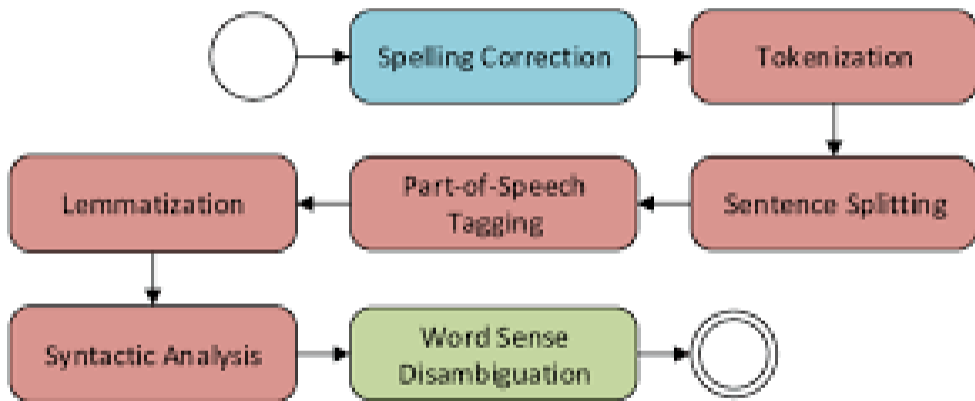 Spelling Correction
Tokenization
Sentence Splitting
Part-of-Speech
Tagging
Lemmatization
Syntactic Analysis
Word Sense
Disambiguation